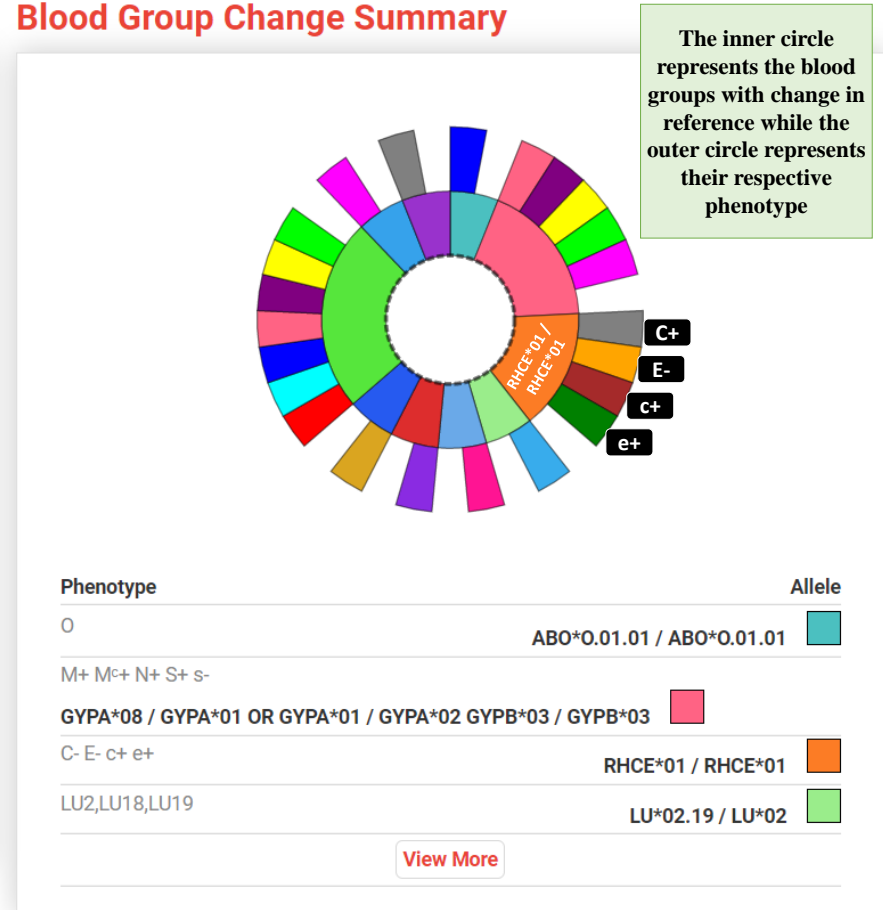 Blood Group Change Summary
The inner circle
represents the blood
groups with change in
reference while the
outer circle represents
their respective
phenotype
RHCE*01 /
RHCE*01
C+
E-
c+
e+
Phenotype Allele
O
ABO*O.01.01 / ABO*O.01.01
M+ Mᶜ+ N+ S+ s-
GYPA*08 / GYPA*01 OR GYPA*01 / GYPA*02 GYPB*03 / GYPB*03
C- E- c+ e+
RHCE*01 / RHCE*01
LU2,LU18,LU19
LU*02.19 / LU*02
View More